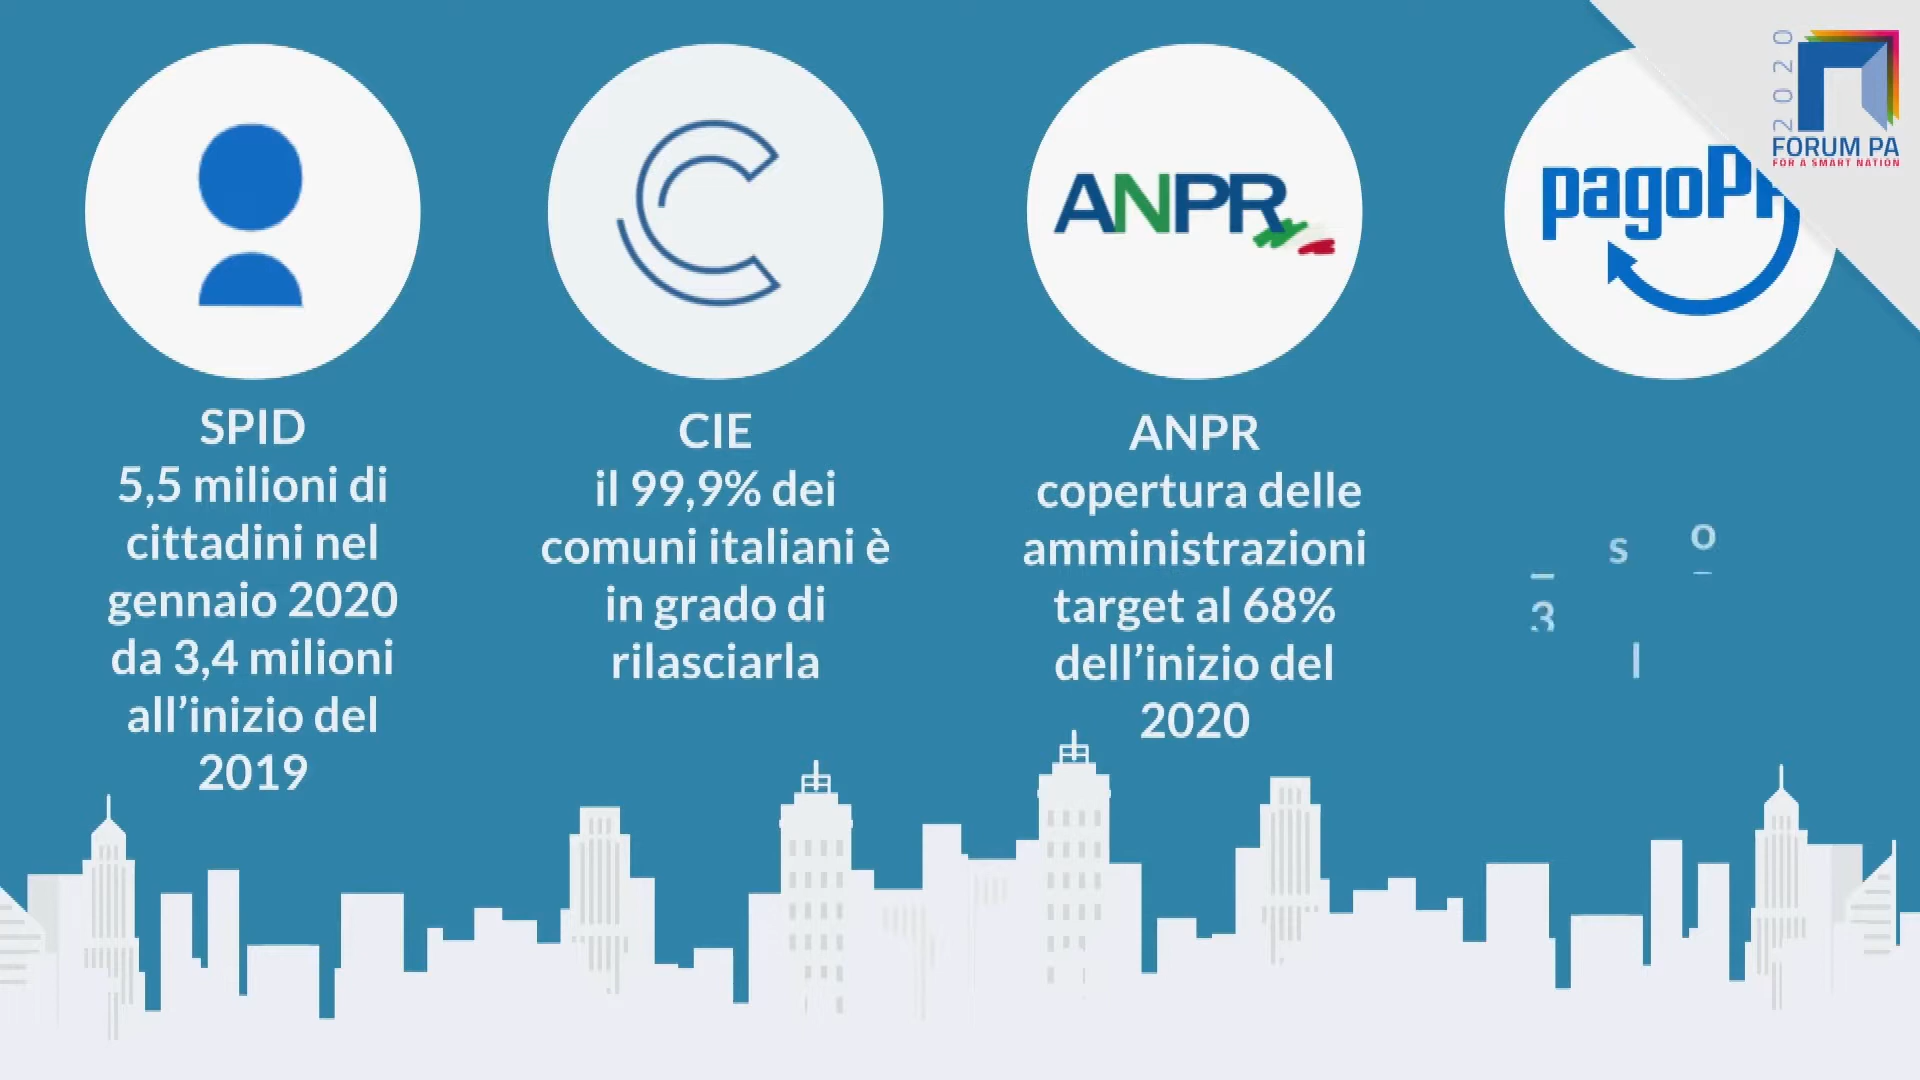 SPID
5,5 milioni di
cittadini nel
gennaio 2020
da 3,4 milioni
all’inizio del
2019
CIE
il 99,9% dei
comuni italiani è
in grado di
rilasciarla
ANPR
ANPR
copertura delle
amministrazioni
target al 68%
dell’inizio del
2020
pagoPA
s o
3
l
2020
FORUM PA
FOR A SMART NATION